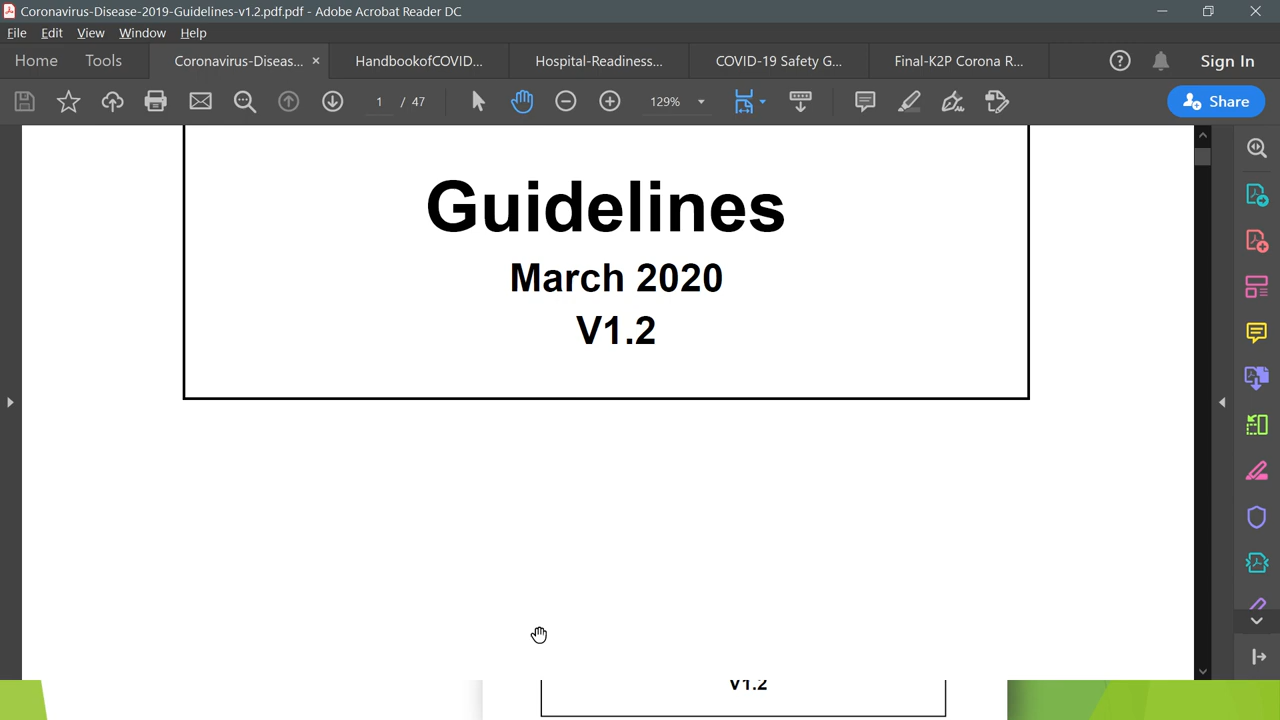 Coronavirus-Disease-2019-Guidelines-v1.2.pdf.pdf - Adobe Acrobat Reader DC
File Edit View Window Help
Home Tools Coronavirus-Diseas... × HandbookofCOVID... Hospital-Readiness... COVID-19 Safety G... Final-K2P Corona R... Sign In
1 / 47 129% Share
Guidelines
March 2020
V1.2
V1.2